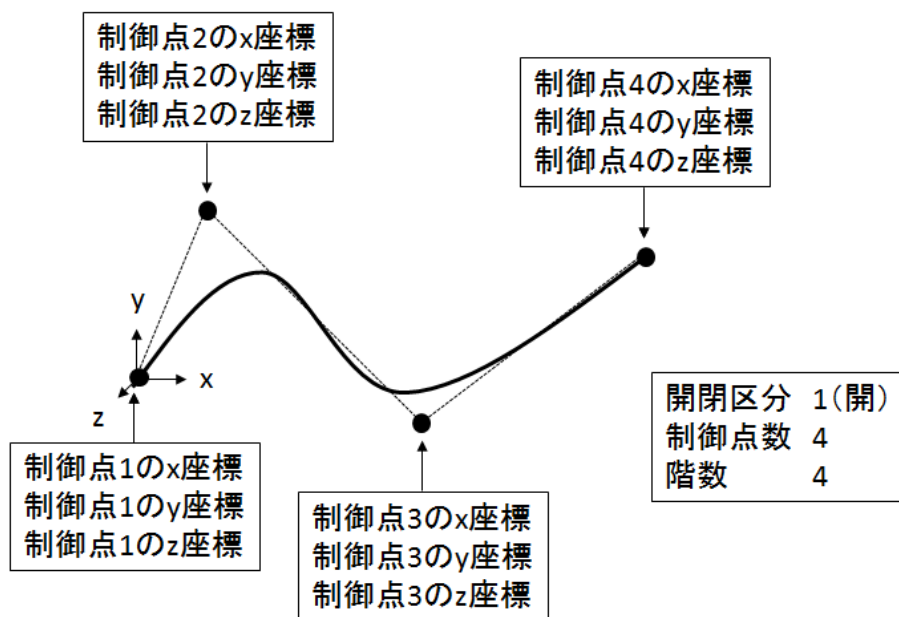 制御点2のx座標
制御点2のy座標
制御点2のz座標
制御点4のx座標
制御点4のy座標
制御点4のz座標
y
x
z
開閉区分 1(開)
制御点数 4
階数 4
制御点1のx座標
制御点1のy座標
制御点1のz座標
制御点3のx座標
制御点3のy座標
制御点3のz座標